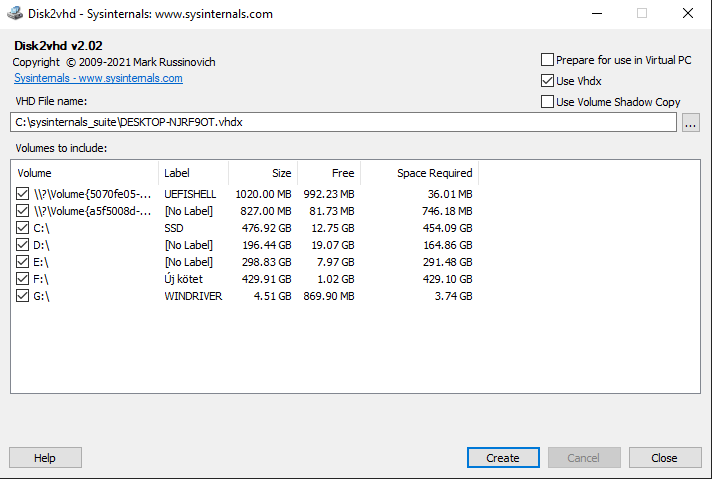 Disk2vhd - Sysinternals: www.sysinternals.com
Disk2vhd v2.02
Copyright © 2009-2021 Mark Russinovich
Sysinternals - www.sysinternals.com
Prepare for use in Virtual PC
Use Vhdx
Use Volume Shadow Copy
VHD File name:
C:\sysinternals_suite\DESKTOP-NJRF9OT.vhdx
...
Volumes to include:
Volume Label Size Free Space Required
\\?\Volume{5070fe05-... UEFISHELL 1020.00 MB 992.23 MB 36.01 MB
\\?\Volume{a5f5008d-... [No Label] 827.00 MB 81.73 MB 746.18 MB
C:\ SSD 476.92 GB 12.75 GB 454.09 GB
D:\ [No Label] 196.44 GB 19.07 GB 164.86 GB
E:\ [No Label] 298.83 GB 7.97 GB 291.48 GB
F:\ Új kötet 429.91 GB 1.02 GB 429.10 GB
G:\ WINDRIVER 4.51 GB 869.90 MB 3.74 GB
Help Create Cancel Close